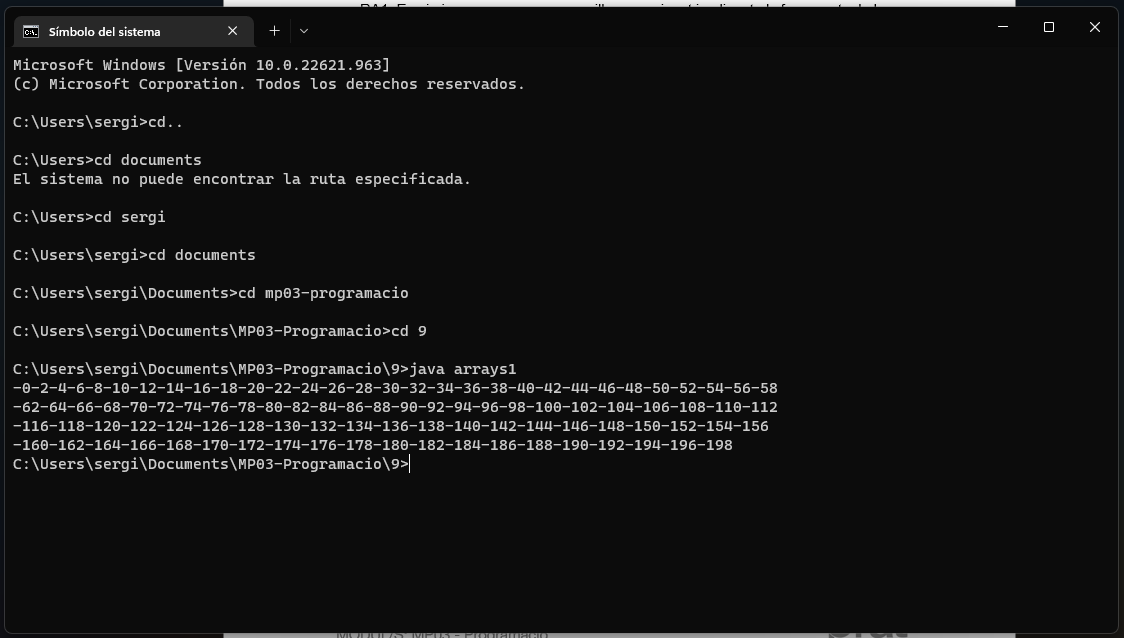 Símbolo del sistema
Microsoft Windows [Versión 10.0.22621.963]
(c) Microsoft Corporation. Todos los derechos reservados.
C:\Users\sergi>cd..
C:\Users>cd documents
El sistema no puede encontrar la ruta especificada.
C:\Users>cd sergi
C:\Users\sergi>cd documents
C:\Users\sergi\Documents>cd mp03-programacio
C:\Users\sergi\Documents\MP03-Programacio>cd 9
C:\Users\sergi\Documents\MP03-Programacio\9>java arrays1
-0-2-4-6-8-10-12-14-16-18-20-22-24-26-28-30-32-34-36-38-40-42-44-46-48-50-52-54-56-58
-62-64-66-68-70-72-74-76-78-80-82-84-86-88-90-92-94-96-98-100-102-104-106-108-110-112
-116-118-120-122-124-126-128-130-132-134-136-138-140-142-144-146-148-150-152-154-156
-160-162-164-166-168-170-172-174-176-178-180-182-184-186-188-190-192-194-196-198
C:\Users\sergi\Documents\MP03-Programacio\9>
MP03 - Programació